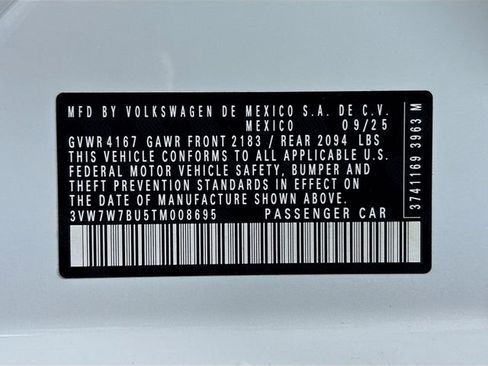 MFD BY VOLKSWAGEN DE MEXICO S.A. DE C.V.
MEXICO 09/25
GVWR 4167 GAWR FRONT 2183 / REAR 2094 LBS
THIS VEHICLE CONFORMS TO ALL APPLICABLE U.S.
FEDERAL MOTOR VEHICLE SAFETY, BUMPER AND
THEFT PREVENTION STANDARDS IN EFFECT ON
THE DATE OF MANUFACTURE SHOWN ABOVE.
3VW7W7BU5TM008695 PASSENGER CAR
3741169 3963 M